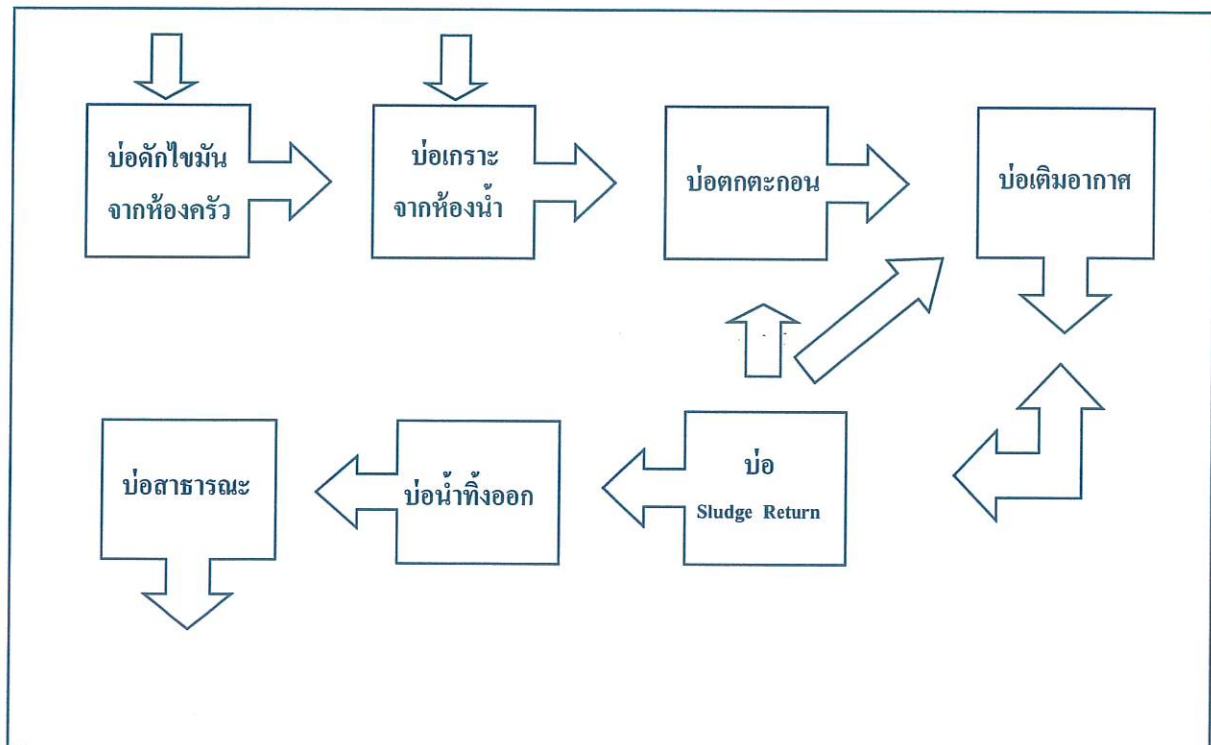 บ่อดักไขมัน
จากห้องครัว
บ่อเกราะ
จากห้องน้ำ
บ่อตกตะกอน
บ่อเติมอากาศ
บ่อสาธารณะ
บ่อน้ำทิ้งออก
บ่อ
Sludge Return